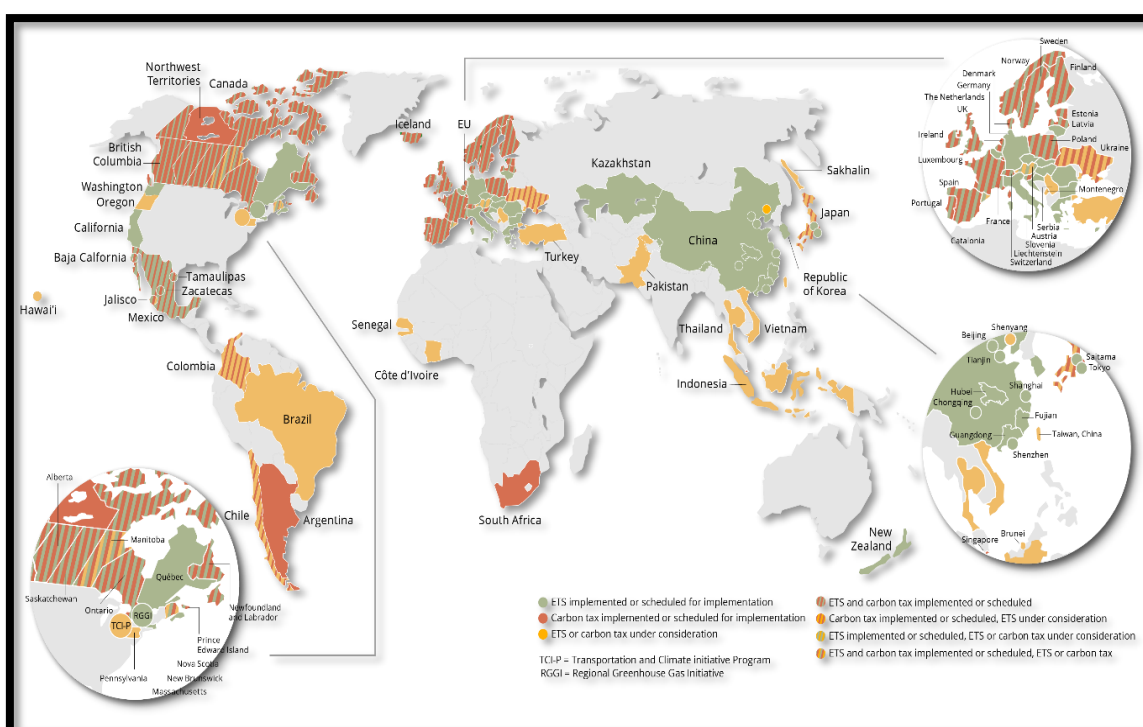 Northwest
Territories
Canada
British
Columbia
Washington
Oregon
California
Baja Calfornia
Tamaulipas
Zacatecas
Jalisco
Mexico
Hawai'i
Iceland
EU
Kazakhstan
Sakhalin
Japan
China
Republic
of Korea
Turkey
Pakistan
Thailand
Vietnam
Indonesia
Senegal
Côte d'Ivoire
Colombia
Brazil
Chile
Argentina
South Africa
New
Zealand
Sweden
Norway
Finland
Denmark
Germany
The Netherlands
UK
Estonia
Latvia
Ireland
Poland
Ukraine
Luxembourg
Spain
Montenegro
Portugal
France
Serbia
Austria
Slovenia
Catalonia
Liechtenstein
Switzerland
Shenyang
Beijing
Tianjin
Saitama
Tokyo
Hubei
Shanghai
Chongqing
Fujian
Guangdong
Taiwan, China
Shenzhen
Singapore
Brunei
Alberta
Manitoba
Québec
Saskatchewan
Ontario
RGGI
TCI-P
Newfoundland
and Labrador
Prince
Edward Island
Nova Scoba
Pennsylvania
New Brunswick
Massachusetts
ETS implemented or scheduled for implementation
Carbon tax implemented or scheduled for implementation
ETS or carbon tax under consideration
TCI-P = Transportation and Climate initiative Program
RGGI = Regional Greenhouse Gas Initiative
ETS and carbon tax implemented or scheduled
Carbon tax implemented or scheduled, ETS under consideration
ETS implemented or scheduled, ETS or carbon tax under consideration
ETS and carbon tax implemented or scheduled, ETS or carbon tax